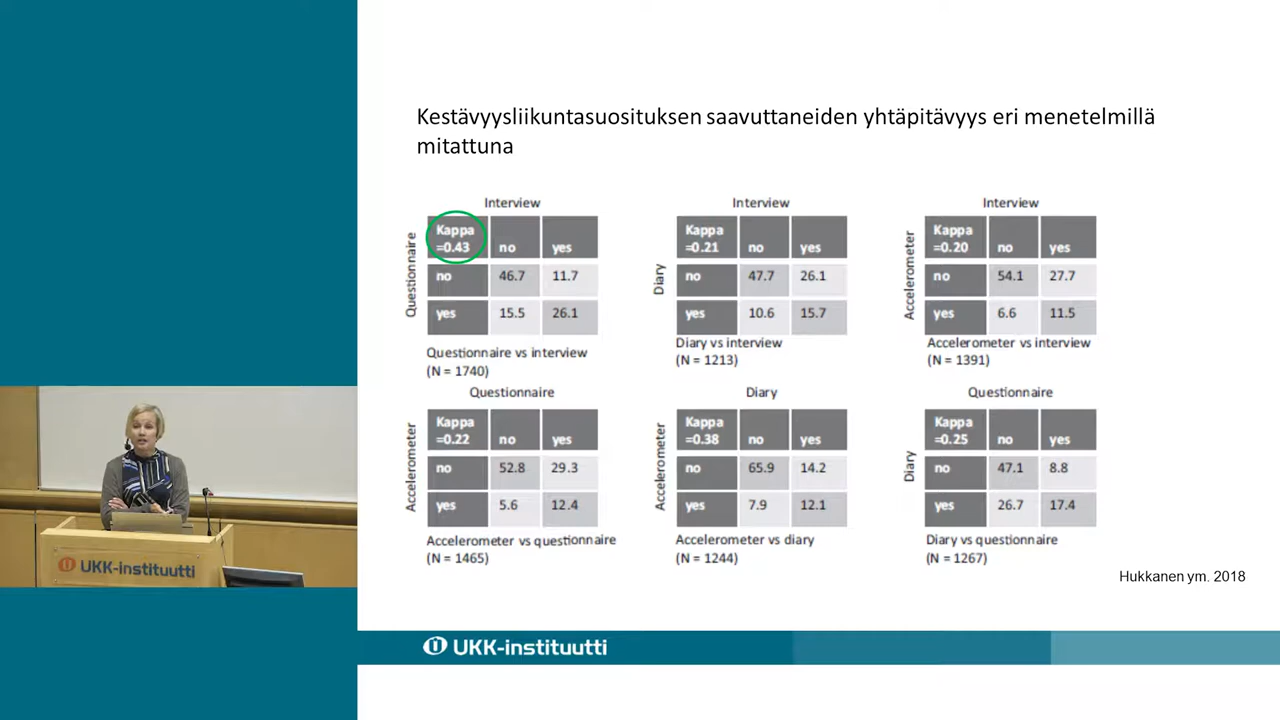 Kestävyysliikuntasuosituksen saavuttaneiden yhtäpitävyys eri menetelmillä
mitattuna
Interview
Questionnaire
Kappa
=0.43 no yes
no 46.7 11.7
yes 15.5 26.1
Questionnaire vs interview
(N = 1740)
Interview
Diary
Kappa
=0.21 no yes
no 47.7 26.1
yes 10.6 15.7
Diary vs interview
(N = 1213)
Interview
Accelerometer
Kappa
=0.20 no yes
no 54.1 27.7
yes 6.6 11.5
Accelerometer vs interview
(N = 1391)
Questionnaire
Accelerometer
Kappa
=0.22 no yes
no 52.8 29.3
yes 5.6 12.4
Accelerometer vs questionnaire
(N = 1465)
Diary
Accelerometer
Kappa
=0.38 no yes
no 65.9 14.2
yes 7.9 12.1
Accelerometer vs diary
(N = 1244)
Questionnaire
Diary
Kappa
=0.25 no yes
no 47.1 8.8
yes 26.7 17.4
Diary vs questionnaire
(N = 1267)
Hukkanen ym. 2018
UKK-instituutti
UKK-instituutti